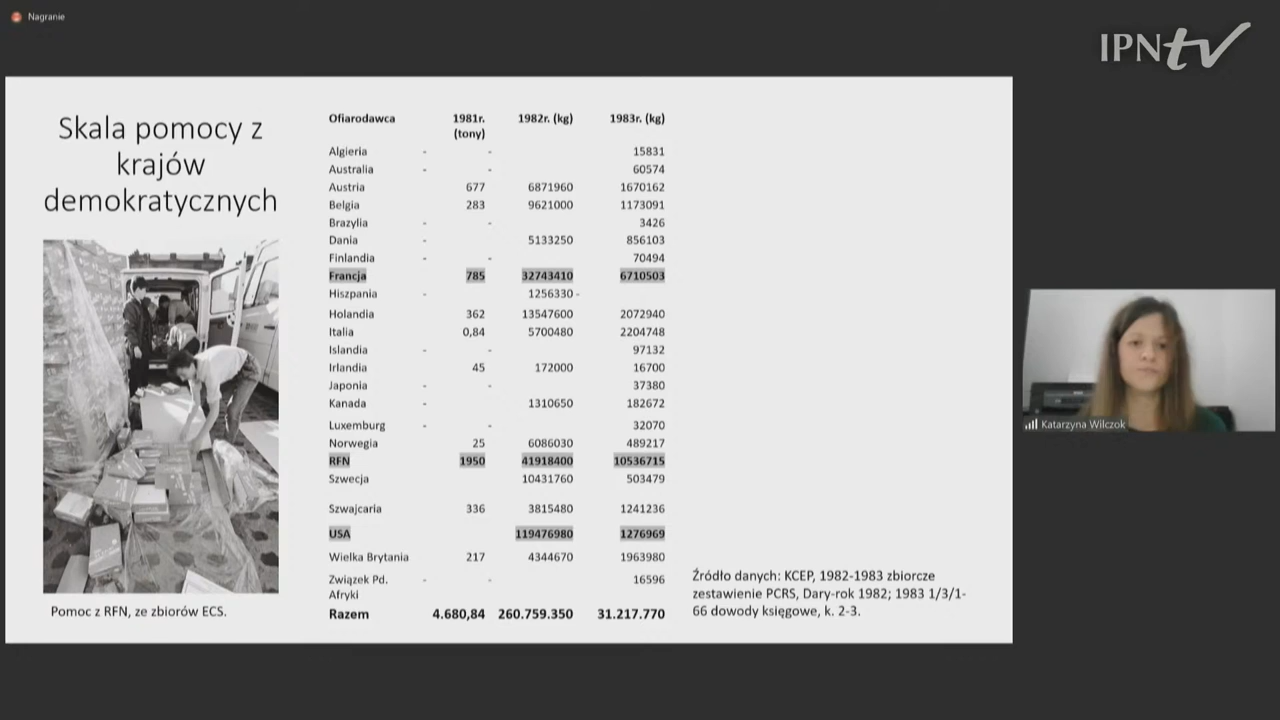 Nagranie
IPNtv
Skala pomocy z
krajów
demokratycznych
Ofiarodawca 1981r. (tony) 1982r. (kg) 1983r. (kg)
Algieria - - 15831
Australia - - 60574
Austria 677 6871960 1670162
Belgia 283 9621000 1173091
Brazylia - - 3426
Dania - 5133250 856103
Finlandia - - 70494
Francja 785 32743410 6710503
Hiszpania - 1256330 -
Holandia 362 13547600 2072940
Italia 0,84 5700480 2204748
Islandia - - 97132
Irlandia 45 172000 16700
Japonia - - 37380
Kanada - 1310650 182672
Luxemburg - - 32070
Norwegia 25 6086030 489217
RFN 1950 41918400 10536715
Szwecja 10431760 503479
Szwajcaria 336 3815480 1241236
USA 119476980 1276969
Wielka Brytania 217 4344670 1963980
Związek Pd. - - 16596
Afryki
Razem 4.680,84 260.759.350 31.217.770
Pomoc z RFN, ze zbiorów ECS.
Źródło danych: KCEP, 1982-1983 zbiorcze
zestawienie PCRS, Dary-rok 1982; 1983 1/3/1-
66 dowody księgowe, k. 2-3.
Katarzyna Wilczok